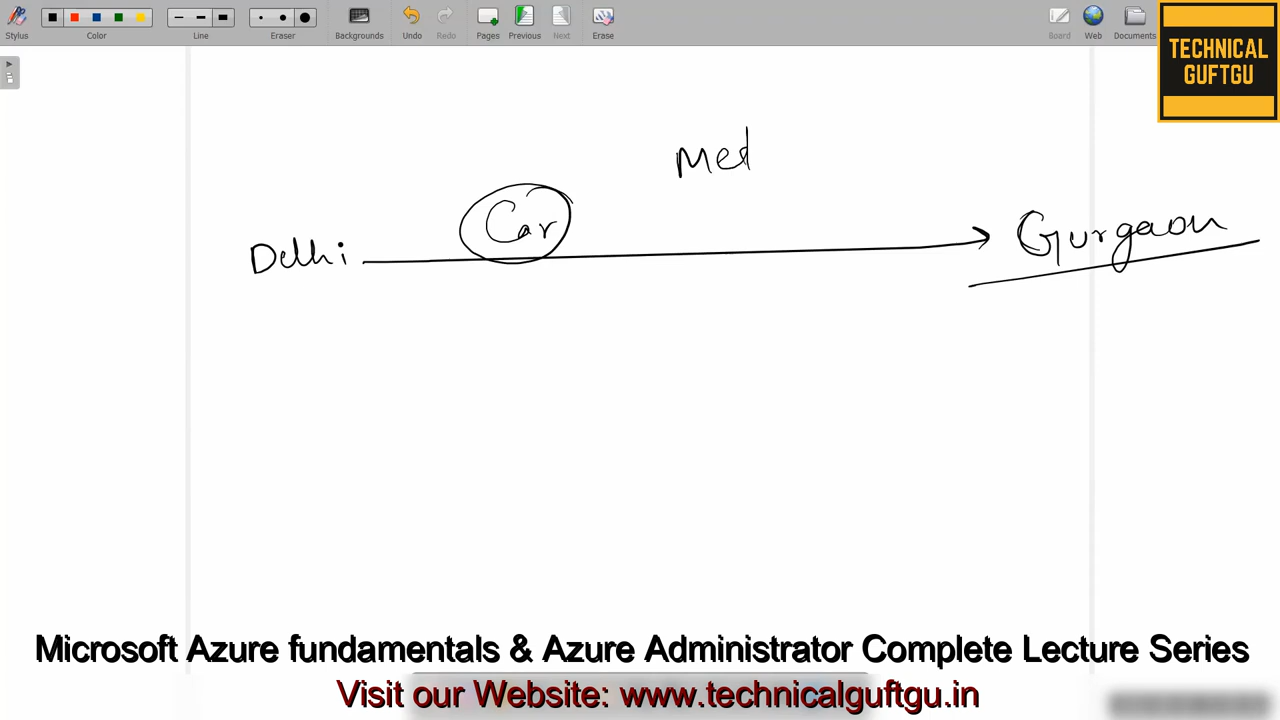 Stylus Color Line Eraser Backgrounds Undo Redo Pages Previous Next Erase Board Web Documents
TECHNICAL
GUFTGU
Med
Car
Delhi Gurgaon
Microsoft Azure fundamentals & Azure Administrator Complete Lecture Series
Visit our Website: www.technicalguftgu.in